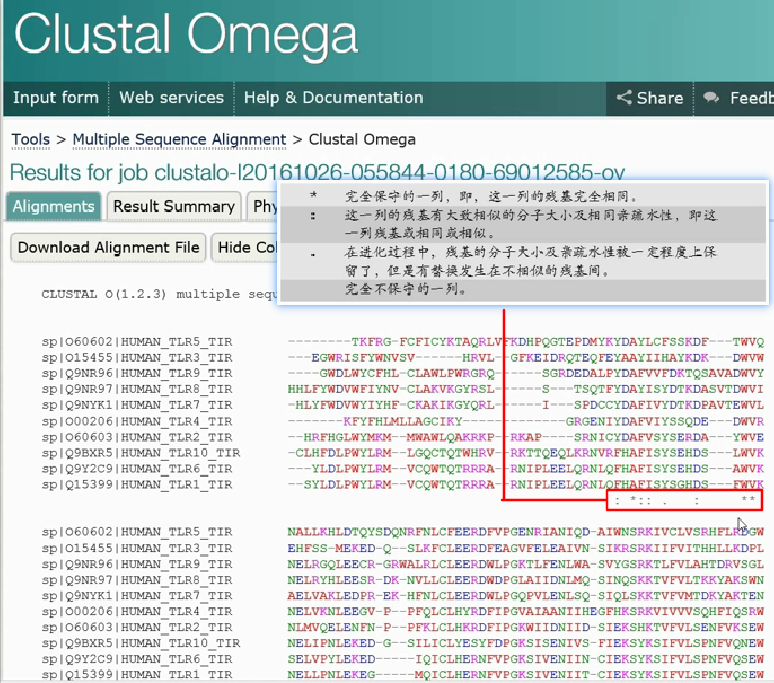 Clustal Omega
Input form Web services Help & Documentation Share Feedb
Tools > Multiple Sequence Alignment > Clustal Omega
Results for job clustalo-I20161026-055844-0180-69012585-oy
Alignments Result Summary Phy
* 完全保守的一列，即，这一列的残基完全相同。
: 这一列的残基有大致相似的分子大小及相同亲疏水性，即这
一列残基或相同或相似。
. 在进化过程中，残基的分子大小及亲疏水性被一定程度上保
留了，但是有替换发生在不相似的残基间。
完全不保守的一列。
Download Alignment File Hide Col
CLUSTAL O(1.2.3) multiple sequ
sp|O60602|HUMAN_TLR5_TIR ---------TKFRG-FCFICYKTAQRLVFKDHPQGTEPDMYKYDAYLCFSSKDF---TWVQ
sp|O15455|HUMAN_TLR3_TIR ---EGWRISFYWNVSV------HRVL--GFKEIDRQTEQFEYAAYIIHAYKDK---DWVW
sp|Q9NR96|HUMAN_TLR9_TIR ----GWDLWYCFHL-CLAWLPWRGRQ------SGRDEDALPYDAFVVFDKTQSAVADWVY
sp|Q9NR97|HUMAN_TLR8_TIR HHLFYWDVWFIYNV-CLAKVKGYRSL------S--TSQTFYDAYISYDTKDASVTDWVI
sp|Q9NYK1|HUMAN_TLR7_TIR -HLYFWDVWYIYHF-CKAKIKGYQRL------I--SPDCCYDAFIVYDTKDPAVTEWVL
sp|O00206|HUMAN_TLR4_TIR -------KFYFHLMLLAGCIKY----------GRGENIYDAFVIYSSQDE---DWVR
sp|O60603|HUMAN_TLR2_TIR --HRFHGLWYMKM--MWAWLQAKRKP--RKAP---SRNICYDAFVSYSERDA---YWVE
sp|Q9BXR5|HUMAN_TLR10_TIR CLHFDLPWYLRM--LGQCTQTWHRV--RKTTQEQLKRNVRFHAFISYSEHDS---LWVK
sp|Q9Y2C9|HUMAN_TLR6_TIR ---YLDLPWYLRM--VCQWTQTRRRA--RNIPLEELQRNLQFHAFISYSEHDS---AWVK
sp|Q15399|HUMAN_TLR1_TIR ---SYLDLPWYLRM--VCQWTQTRRRA--RNIPLEELQRNLQFHAFISYSGHDS---FWVK
: *:: . : **
sp|O60602|HUMAN_TLR5_TIR NALLKHLDTQYSDQNRFNLCFEERDFVPGENRIANIQD-AIWNSRKIVCLVSRHFLRDGW
sp|O15455|HUMAN_TLR3_TIR EHFSS-MEKED-Q--SLKFCLEERDFEAGVFELEAIVN-SIKRSRKIIFVITHHLLKDPL
sp|Q9NR96|HUMAN_TLR9_TIR NELRGQLEECR-GRWALRLCLEERDWLPGKTLFENLWA-SVYGSRKTLFVLAHTDRVSGL
sp|Q9NR97|HUMAN_TLR8_TIR NELRYHLEESR-DKNVLLCLEERDWDPGLAIIDNLMQ-SINQSKKTVFVLTKKYAKSWN
sp|Q9NYK1|HUMAN_TLR7_TIR AELVAKLEDPR-EKHFNLCLEERDWLPGQPVLENLSQ-SIQLSKKTVFVMTDKYAKTEN
sp|O00206|HUMAN_TLR4_TIR NELVKNLEEGV-P--PFQLCLHYRDFIPGVAIAANIIHEGFHKSRKVIVVVSQHFIQSRW
sp|O60603|HUMAN_TLR2_TIR NLMVQELENFN-P--PFKLCLHKRDFIPGKWIIDNIID-SIEKSHKTVFVLSENFVKSEW
sp|Q9BXR5|HUMAN_TLR10_TIR NELIPNLEKED-G--SILICLYESYFDPGKSISENIVS-FIEKSYKSIFVLSPNFVQNEW
sp|Q9Y2C9|HUMAN_TLR6_TIR SELVPYLEKED-----IQICLHERNFVPGKSIVENIINC-IEKSYKSIFVLSPNFVQSEW
sp|Q15399|HUMAN_TLR1_TIR NELLPNLEKEG-----MQICLHERNFVPGKSIVENIIT-CIEKSYKSIFVLSPNFVQSEW